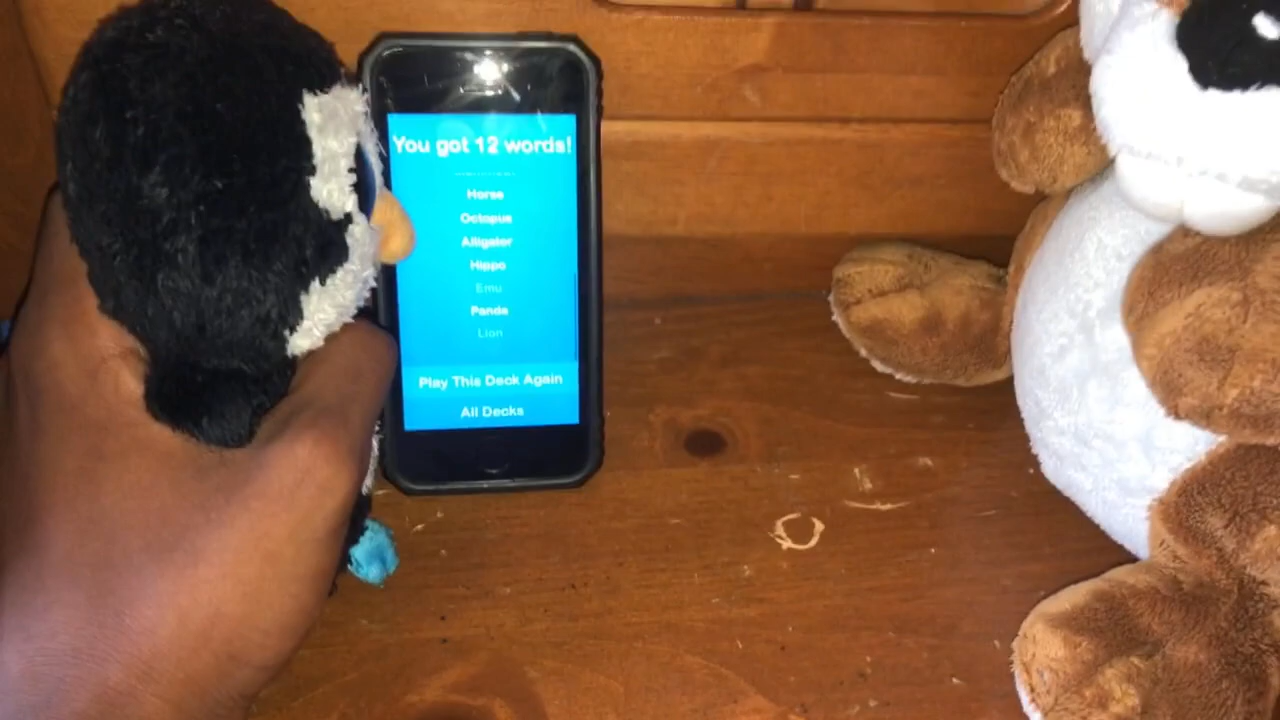 You got 12 words!
Horse
Octopus
Alligator
Hippo
Emu
Panda
Lion
Play This Deck Again
All Decks